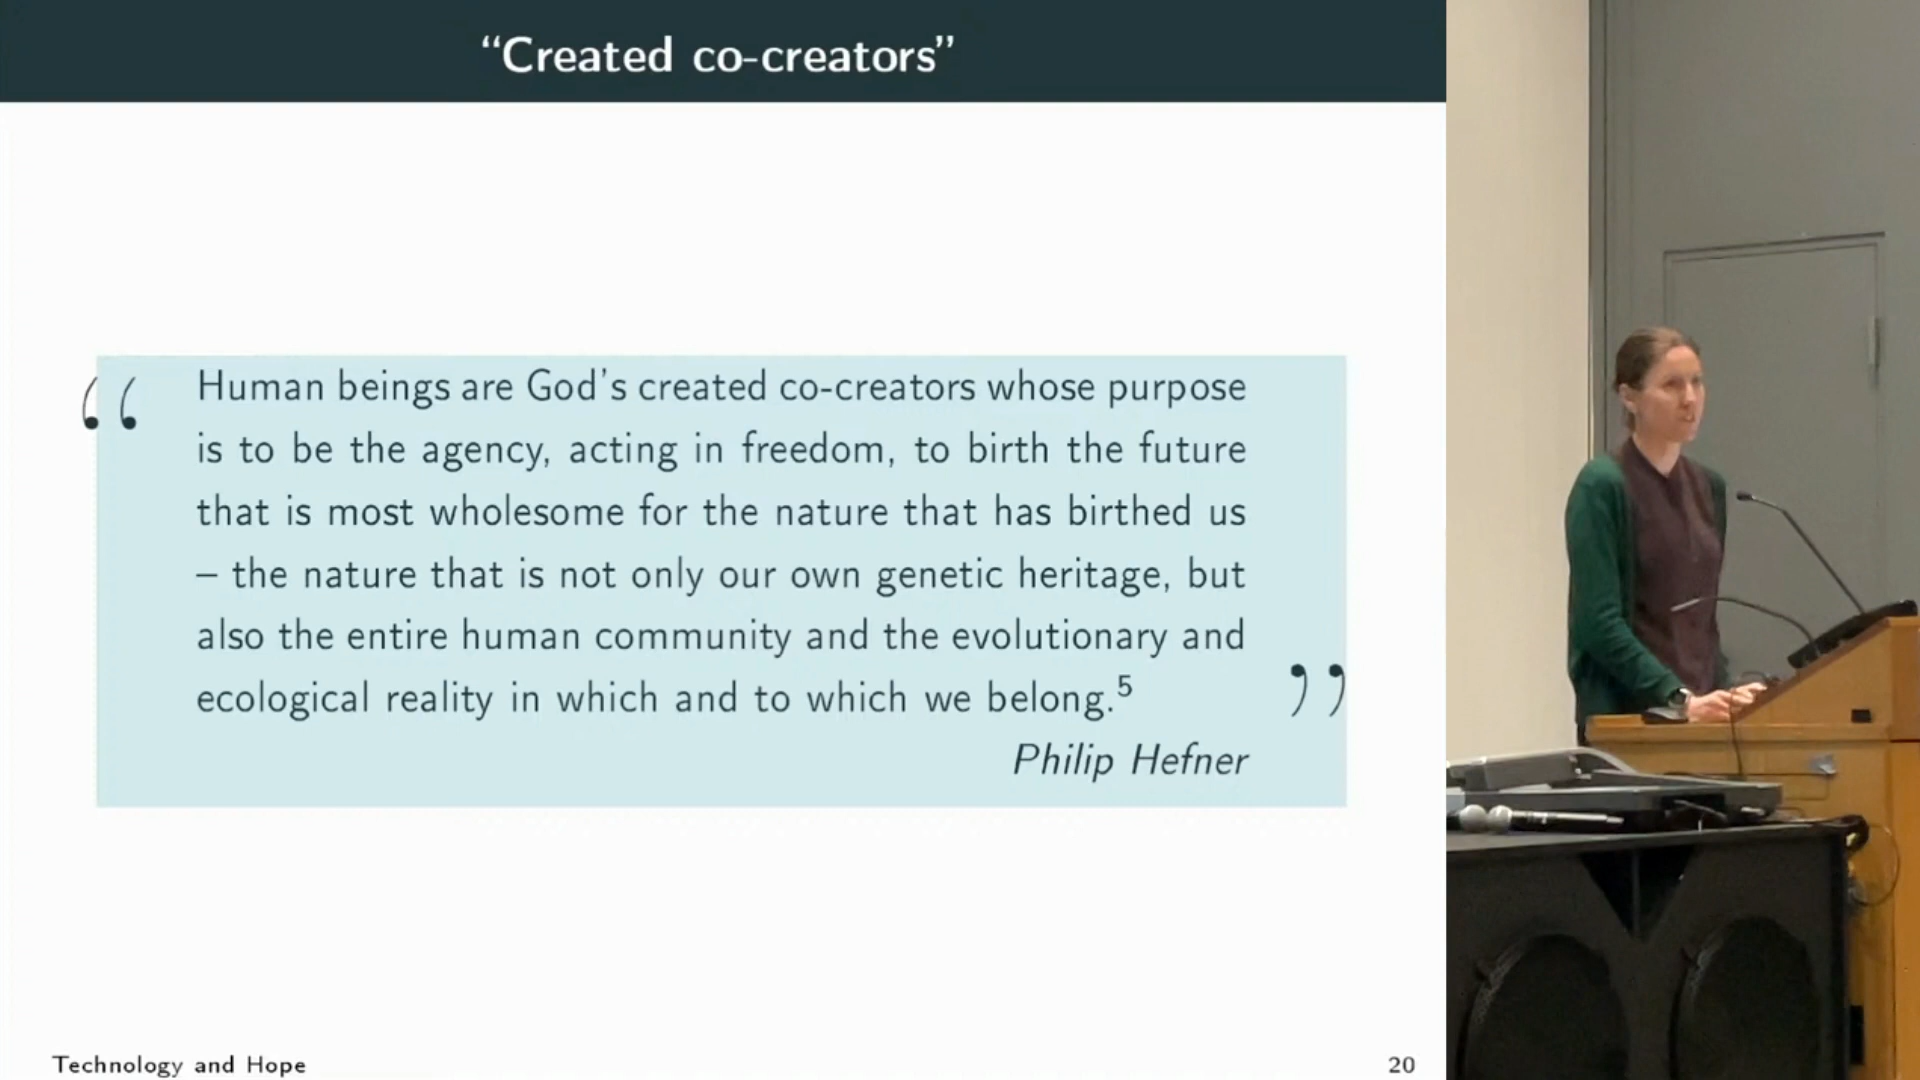 “Created co-creators”
“
Human beings are God’s created co-creators whose purpose
is to be the agency, acting in freedom, to birth the future
that is most wholesome for the nature that has birthed us
– the nature that is not only our own genetic heritage, but
also the entire human community and the evolutionary and
ecological reality in which and to which we belong.⁵
”
Philip Hefner
Technology and Hope
20